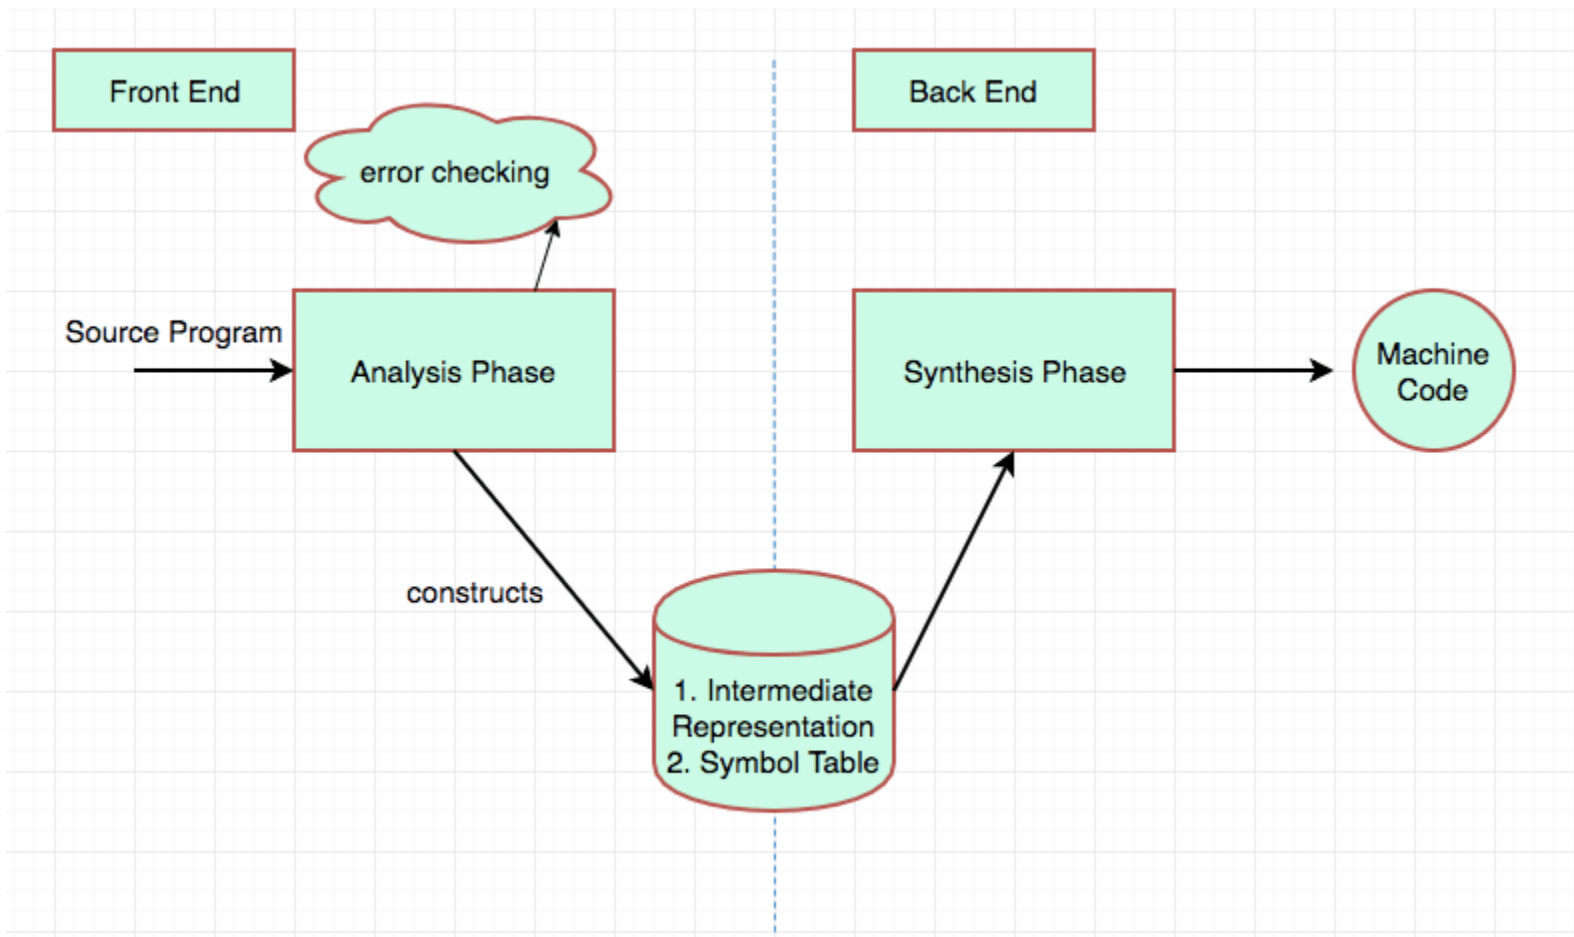 Front End
Back End
error checking
Source Program
Analysis Phase
Synthesis Phase
Machine
Code
constructs
1. Intermediate
Representation
2. Symbol Table